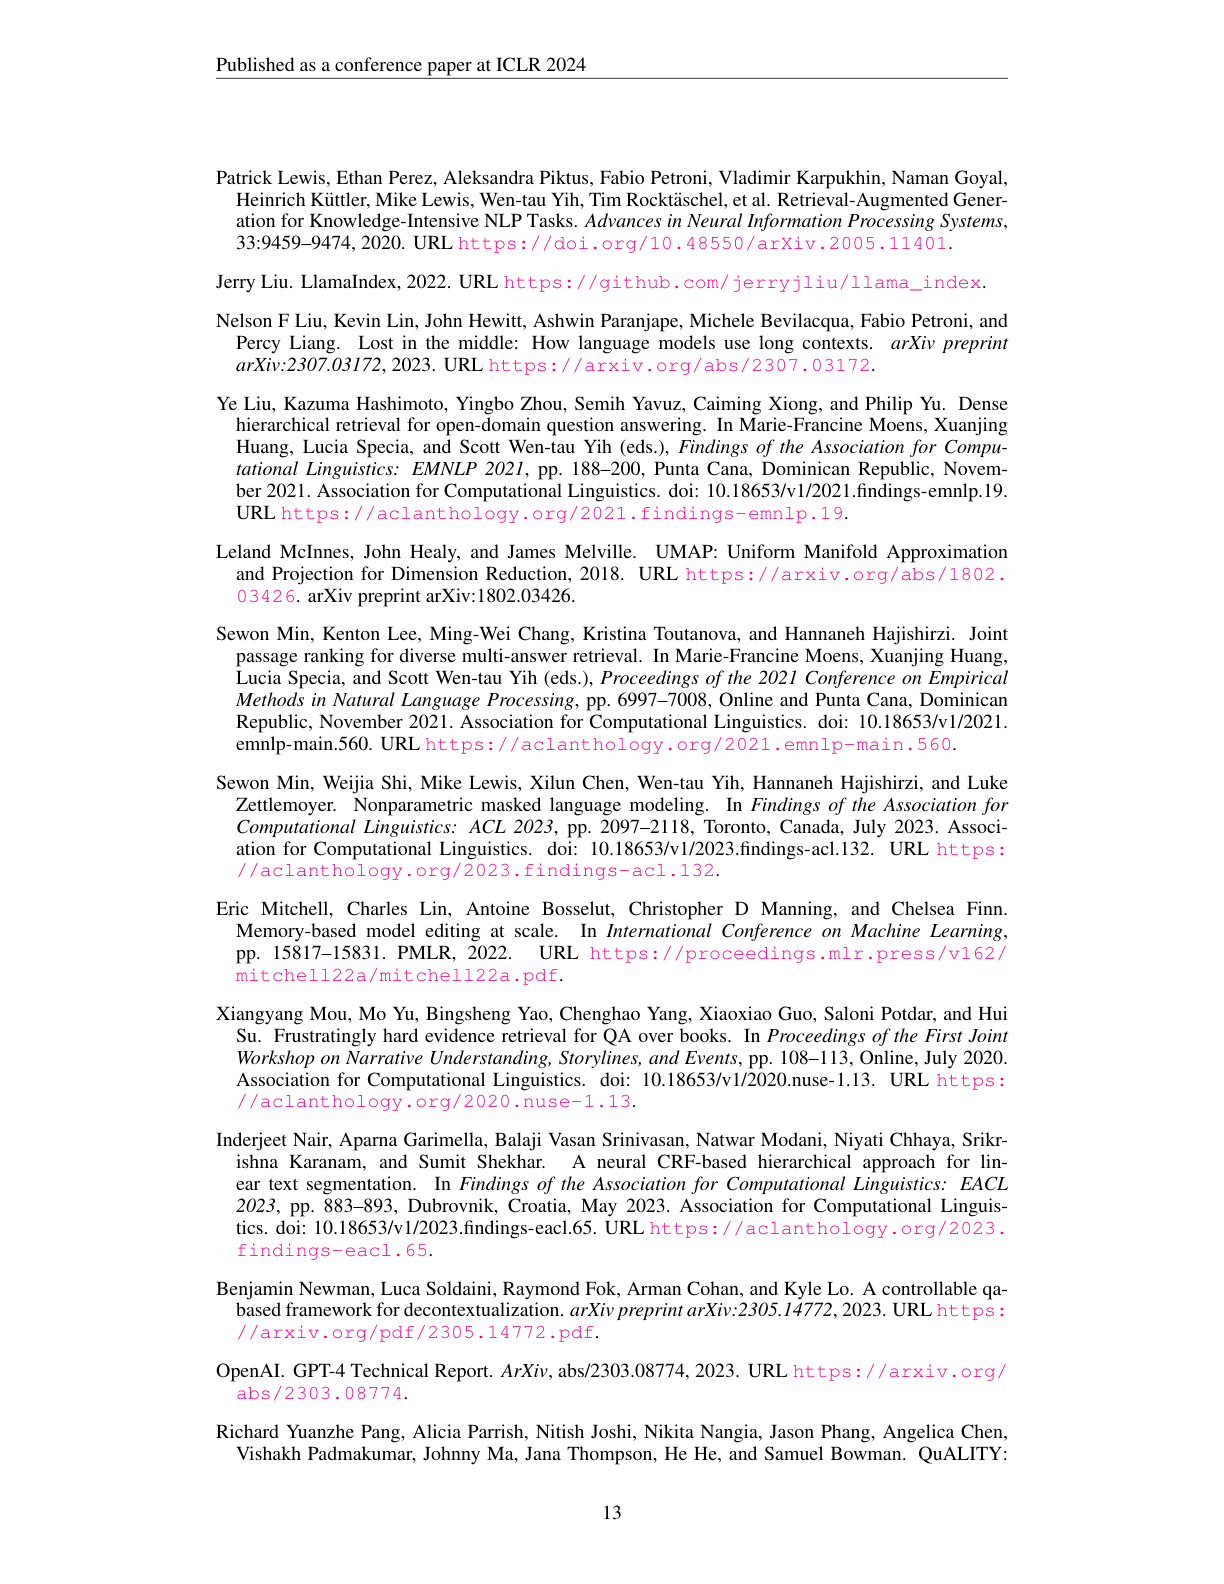 Published as a conference paper at ICLR 2024
Patrick Lewis, Ethan Perez, Aleksandra Piktus, Fabio Petroni, Vladimir Karpukhin, Naman Goyal,
Heinrich Küttler, Mike Lewis, Wen-tau Yih, Tim Rocktäschel, et al. Retrieval-Augmented Gener-
ation for Knowledge-Intensive NLP Tasks. Advances in Neural Information Processing Systems,
33:9459–9474, 2020. URL https://doi.org/10.48550/arXiv.2005.11401.
Jerry Liu. LlamaIndex, 2022. URL https://github.com/jerryjliu/llama_index.
Nelson F Liu, Kevin Lin, John Hewitt, Ashwin Paranjape, Michele Bevilacqua, Fabio Petroni, and
Percy Liang. Lost in the middle: How language models use long contexts. arXiv preprint
arXiv:2307.03172, 2023. URL https://arxiv.org/abs/2307.03172.
Ye Liu, Kazuma Hashimoto, Yingbo Zhou, Semih Yavuz, Caiming Xiong, and Philip Yu. Dense
hierarchical retrieval for open-domain question answering. In Marie-Francine Moens, Xuanjing
Huang, Lucia Specia, and Scott Wen-tau Yih (eds.), Findings of the Association for Compu-
tational Linguistics: EMNLP 2021, pp. 188–200, Punta Cana, Dominican Republic, Novem-
ber 2021. Association for Computational Linguistics. doi: 10.18653/v1/2021.findings-emnlp.19.
URL https://aclanthology.org/2021.findings-emnlp.19.
Leland McInnes, John Healy, and James Melville. UMAP: Uniform Manifold Approximation
and Projection for Dimension Reduction, 2018. URL https://arxiv.org/abs/1802.
03426. arXiv preprint arXiv:1802.03426.
Sewon Min, Kenton Lee, Ming-Wei Chang, Kristina Toutanova, and Hannaneh Hajishirzi. Joint
passage ranking for diverse multi-answer retrieval. In Marie-Francine Moens, Xuanjing Huang,
Lucia Specia, and Scott Wen-tau Yih (eds.), Proceedings of the 2021 Conference on Empirical
Methods in Natural Language Processing, pp. 6997–7008, Online and Punta Cana, Dominican
Republic, November 2021. Association for Computational Linguistics. doi: 10.18653/v1/2021.
emnlp-main.560. URL https://aclanthology.org/2021.emnlp-main.560.
Sewon Min, Weijia Shi, Mike Lewis, Xilun Chen, Wen-tau Yih, Hannaneh Hajishirzi, and Luke
Zettlemoyer. Nonparametric masked language modeling. In Findings of the Association for
Computational Linguistics: ACL 2023, pp. 2097–2118, Toronto, Canada, July 2023. Associ-
ation for Computational Linguistics. doi: 10.18653/v1/2023.findings-acl.132. URL https:
//aclanthology.org/2023.findings-acl.132.
Eric Mitchell, Charles Lin, Antoine Bosselut, Christopher D Manning, and Chelsea Finn.
Memory-based model editing at scale. In International Conference on Machine Learning,
pp. 15817–15831. PMLR, 2022. URL https://proceedings.mlr.press/v162/
mitchell22a/mitchell22a.pdf.
Xiangyang Mou, Mo Yu, Bingsheng Yao, Chenghao Yang, Xiaoxiao Guo, Saloni Potdar, and Hui
Su. Frustratingly hard evidence retrieval for QA over books. In Proceedings of the First Joint
Workshop on Narrative Understanding, Storylines, and Events, pp. 108–113, Online, July 2020.
Association for Computational Linguistics. doi: 10.18653/v1/2020.nuse-1.13. URL https:
//aclanthology.org/2020.nuse-1.13.
Inderjeet Nair, Aparna Garimella, Balaji Vasan Srinivasan, Natwar Modani, Niyati Chhaya, Srikr-
ishna Karanam, and Sumit Shekhar. A neural CRF-based hierarchical approach for lin-
ear text segmentation. In Findings of the Association for Computational Linguistics: EACL
2023, pp. 883–893, Dubrovnik, Croatia, May 2023. Association for Computational Linguis-
tics. doi: 10.18653/v1/2023.findings-eacl.65. URL https://aclanthology.org/2023.
findings-eacl.65.
Benjamin Newman, Luca Soldaini, Raymond Fok, Arman Cohan, and Kyle Lo. A controllable qa-
based framework for decontextualization. arXiv preprint arXiv:2305.14772, 2023. URL https:
//arxiv.org/pdf/2305.14772.pdf.
OpenAI. GPT-4 Technical Report. ArXiv, abs/2303.08774, 2023. URL https://arxiv.org/
abs/2303.08774.
Richard Yuanzhe Pang, Alicia Parrish, Nitish Joshi, Nikita Nangia, Jason Phang, Angelica Chen,
Vishakh Padmakumar, Johnny Ma, Jana Thompson, He He, and Samuel Bowman. QuALITY:
13